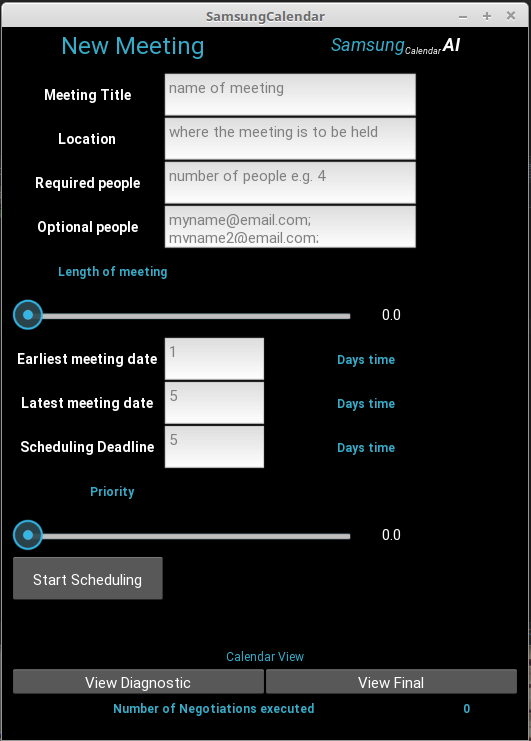 SamsungCalendar
New Meeting
SamsungCalendarAI
Meeting Title
name of meeting
Location
where the meeting is to be held
Required people
number of people e.g. 4
Optional people
myname@email.com;
myname2@email.com;
Length of meeting
0.0
Earliest meeting date
1
Days time
Latest meeting date
5
Days time
Scheduling Deadline
5
Days time
Priority
0.0
Start Scheduling
Calendar View
View Diagnostic
View Final
Number of Negotiations executed
0